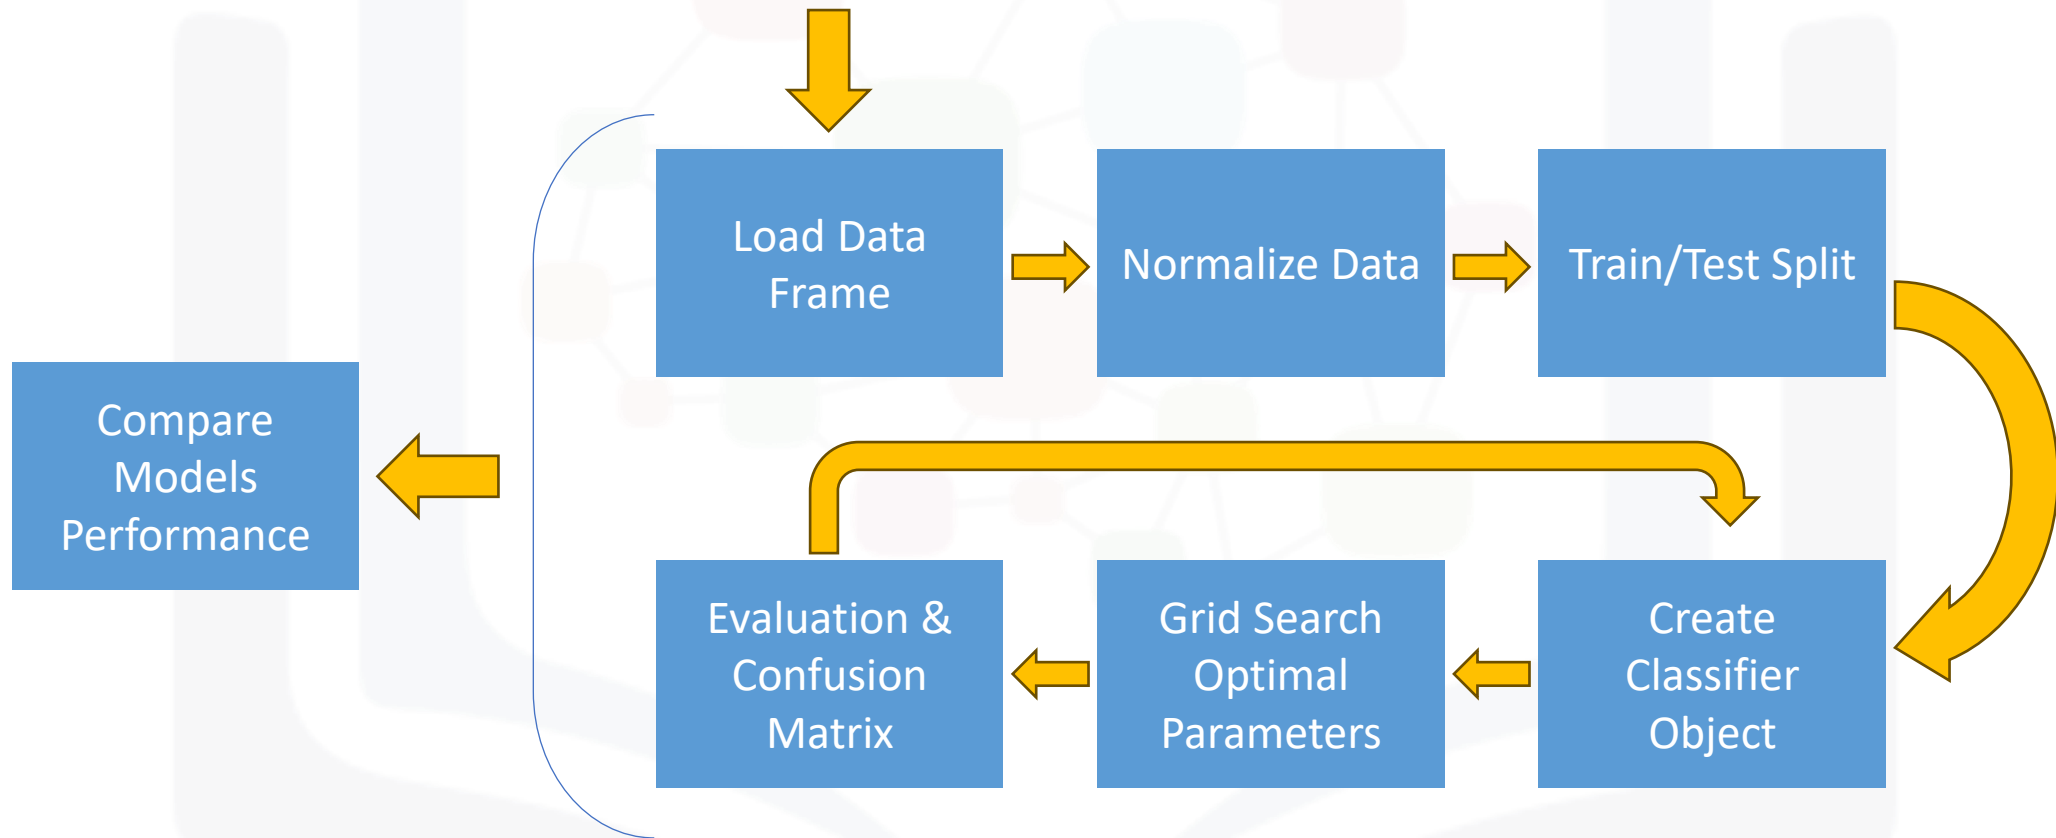 Load Data
Frame
Normalize Data
Train/Test Split
Create
Classifier
Object
Grid Search
Optimal
Parameters
Evaluation &
Confusion
Matrix
Compare
Models
Performance